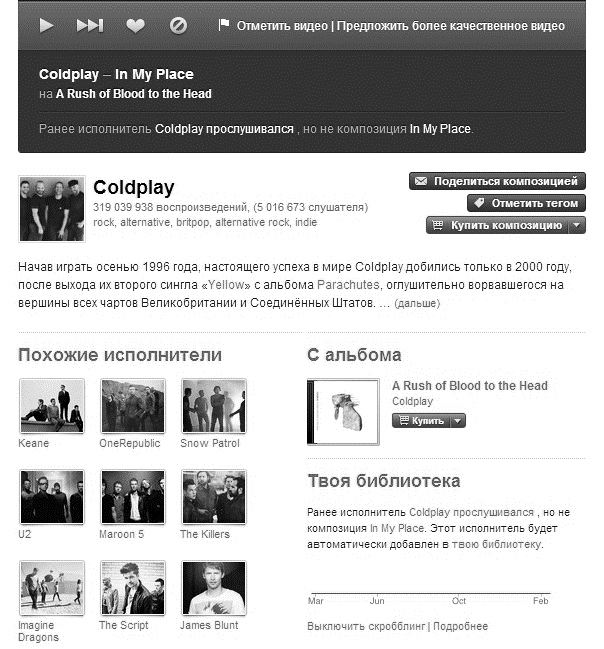 Отметить видео | Предложить более качественное видео
Coldplay – In My Place
на A Rush of Blood to the Head
Ранее исполнитель Coldplay прослушивался , но не композиция In My Place.
Coldplay
319 039 938 воспроизведений, (5 016 673 слушателя)
rock, alternative, britpop, alternative rock, indie
Поделиться композицией
Отметить тегом
Купить композицию
Начав играть осенью 1996 года, настоящего успеха в мире Coldplay добились только в 2000 году,
после выхода их второго сингла «Yellow» с альбома Parachutes, оглушительно ворвавшегося на
вершины всех чартов Великобритании и Соединённых Штатов. … (дальше)
Похожие исполнители
Keane
OneRepublic
Snow Patrol
U2
Maroon 5
The Killers
Imagine
Dragons
The Script
James Blunt
С альбома
A Rush of Blood to the Head
Coldplay
Купить
Твоя библиотека
Ранее исполнитель Coldplay прослушивался , но не
композиция In My Place. Этот исполнитель будет
автоматически добавлен в твою библиотеку.
Mar
Jun
Oct
Feb
Выключить скробблинг | Подробнее